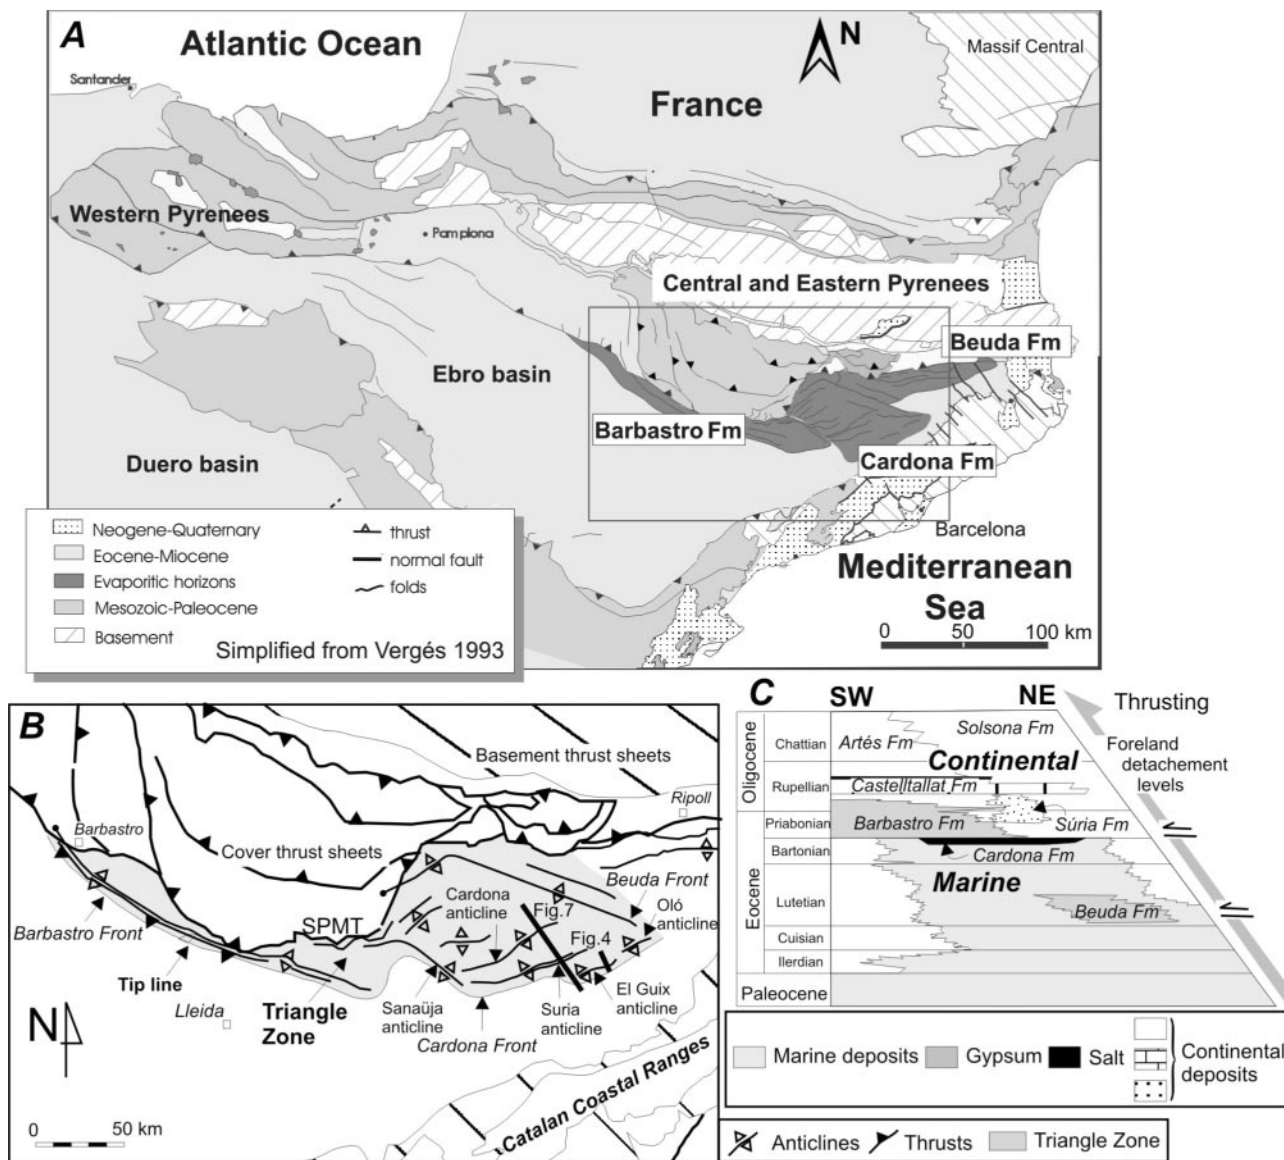 A
Atlantic Ocean
N
Massif Central
Santander
France
Western Pyrenees
Pamplona
Central and Eastern Pyrenees
Beuda Fm
Ebro basin
Barbastro Fm
Duero basin
Cardona Fm
Barcelona
Mediterranean
Sea
0 50 100 km
Neogene-Quaternary
Eocene-Miocene
Evaporitic horizons
Mesozoic-Paleocene
Basement
thrust
normal fault
folds
Simplified from Vergés 1993
B
Basement thrust sheets
Ripoll
Barbastro
Cover thrust sheets
Beuda Front
Cardona
anticline
Oló
anticline
Fig.7
SPMT
Fig.4
Barbastro Front
Tip line
Lleida
Triangle
Zone
Sanaüja
anticline
Suria
anticline
El Guix
anticline
Cardona Front
N
Catalan Coastal Ranges
0 50 km
C
SW NE
Thrusting
Foreland
detachement
levels
Oligocene
Eocene
Chattian
Rupellian
Priabonian
Bartonian
Lutetian
Cuisian
Ilerdian
Paleocene
Artés Fm
Solsona Fm
Continental
Castelltallat Fm
Barbastro Fm
Súria Fm
Cardona Fm
Marine
Beuda Fm
Marine deposits
Gypsum
Salt
Continental
deposits
Anticlines
Thrusts
Triangle Zone